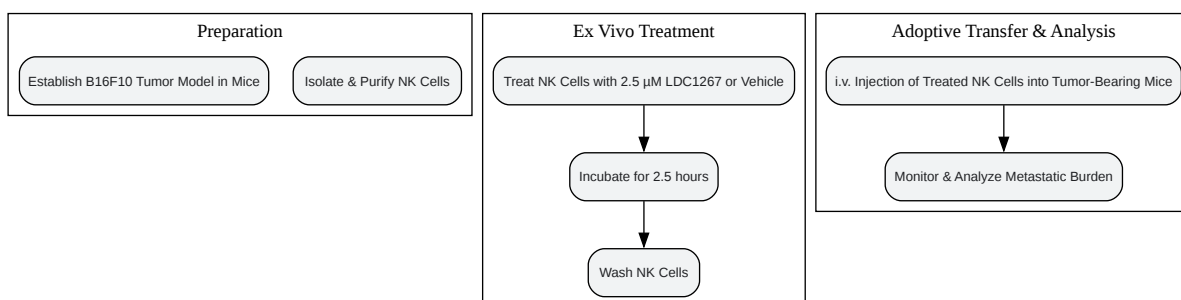 Preparation
Establish B16F10 Tumor Model in Mice
Isolate & Purify NK Cells
Ex Vivo Treatment
Treat NK Cells with 2.5 µM LDC1267 or Vehicle
Incubate for 2.5 hours
Wash NK Cells
Adoptive Transfer & Analysis
i.v. Injection of Treated NK Cells into Tumor-Bearing Mice
Monitor & Analyze Metastatic Burden